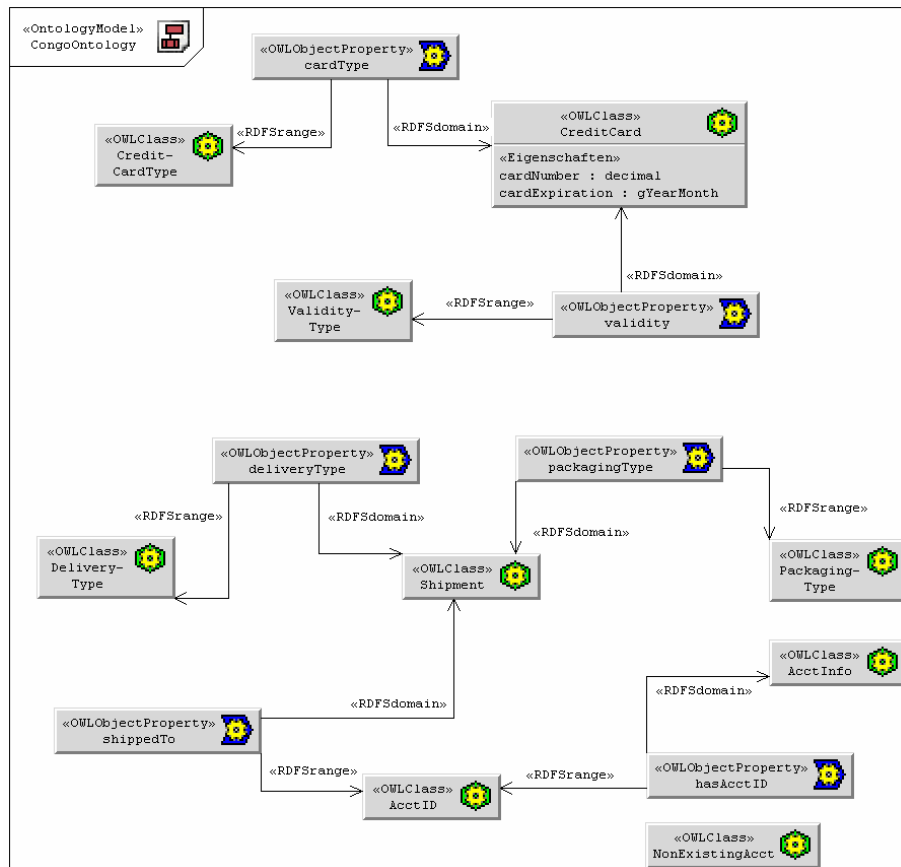 «OntologyModel»
CongoOntology
«OWLObjectProperty»
cardType
«RDFSrange»
«RDFSdomain»
«OWLClass»
Credit-
CardType
«OWLClass»
CreditCard
«Eigenschaften»
cardNumber : decimal
cardExpiration : gYearMonth
«RDFSdomain»
«OWLClass»
Validity-
Type
«RDFSrange»
«OWLObjectProperty»
validity
«OWLObjectProperty»
deliveryType
«OWLObjectProperty»
packagingType
«RDFSrange»
«RDFSdomain»
«RDFSdomain»
«RDFSrange»
«OWLClass»
Delivery-
Type
«OWLClass»
Shipment
«OWLClass»
Packaging-
Type
«OWLClass»
AcctInfo
«RDFSdomain»
«RDFSdomain»
«OWLObjectProperty»
shippedTo
«RDFSrange»
«RDFSrange»
«OWLClass»
AcctID
«OWLObjectProperty»
hasAcctID
«OWLClass»
NonExistingAcct